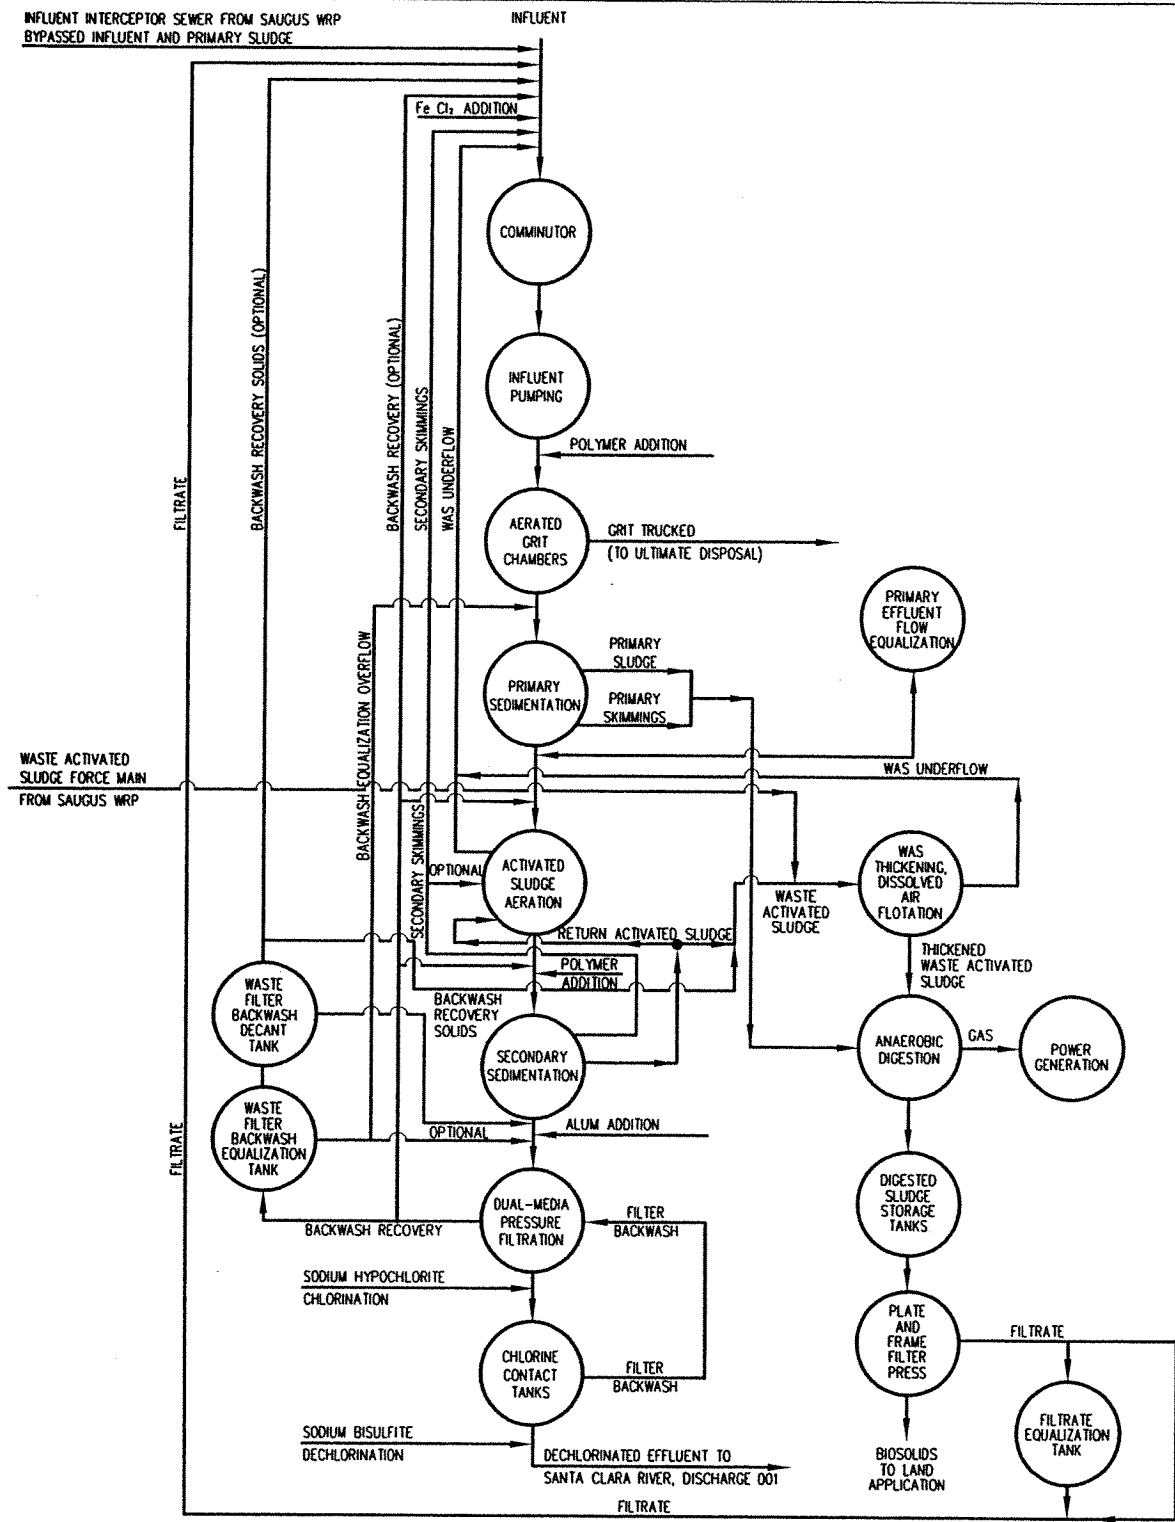 INFLUENT INTERCEPTOR SEWER FROM SAUGUS WRP
BYPASSED INFLUENT AND PRIMARY SLUDGE
INFLUENT
Fe Cl₂ ADDITION
COMMINUTOR
INFLUENT
PUMPING
POLYMER ADDITION
AERATED
GRIT
CHAMBERS
GRIT TRUCKED
(TO ULTIMATE DISPOSAL)
FILTRATE
BACKWASH RECOVERY SOLIDS (OPTIONAL)
BACKWASH RECOVERY (OPTIONAL)
SECONDARY SKIMMINGS
WAS UNDERFLOW
PRIMARY
EFFLUENT
FLOW
EQUALIZATION
PRIMARY
SEDIMENTATION
PRIMARY
SLUDGE
PRIMARY
SKIMMINGS
BACKWASH EQUALIZATION OVERFLOW
WASTE ACTIVATED
SLUDGE FORCE MAIN
FROM SAUGUS WRP
WAS UNDERFLOW
SECONDARY SKIMMINGS
OPTIONAL
ACTIVATED
SLUDGE
AERATION
WASTE
ACTIVATED
SLUDGE
WAS
THICKENING,
DISSOLVED
AIR
FLOTATION
RETURN ACTIVATED SLUDGE
POLYMER
ADDITION
THICKENED
WASTE ACTIVATED
SLUDGE
WASTE
FILTER
BACKWASH
DECANT
TANK
BACKWASH
RECOVERY
SOLIDS
SECONDARY
SEDIMENTATION
ANAEROBIC
DIGESTION
GAS
POWER
GENERATION
WASTE
FILTER
BACKWASH
EQUALIZATION
TANK
OPTIONAL
ALUM ADDITION
FILTRATE
DUAL-MEDIA
PRESSURE
FILTRATION
BACKWASH RECOVERY
FILTER
BACKWASH
DIGESTED
SLUDGE
STORAGE
TANKS
SODIUM HYPOCHLORITE
CHLORINATION
PLATE
AND
FRAME
FILTER
PRESS
FILTRATE
CHLORINE
CONTACT
TANKS
FILTER
BACKWASH
SODIUM BISULFITE
DECHLORINATION
DECHLORINATED EFFLUENT TO
SANTA CLARA RIVER, DISCHARGE 001
BIOSOLIDS
TO LAND
APPLICATION
FILTRATE
EQUALIZATION
TANK
FILTRATE